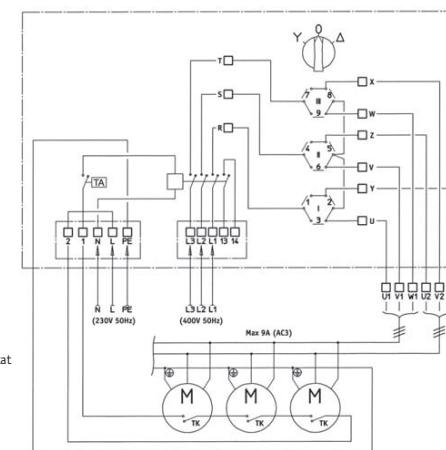 Y 0 Δ
T
X
7 8
III
9
W
S
Z
4 5
II
6
V
R
Y
1 2
I
3
U
TA
2 1 N L PE
L3 L2 L1 13 14
U1 V1 W1 U2 V2
N L PE
(230V 50Hz)
L3 L2 L1
(400V 50Hz)
Max 9A (AC3)
tat
M M M
TK TK TK